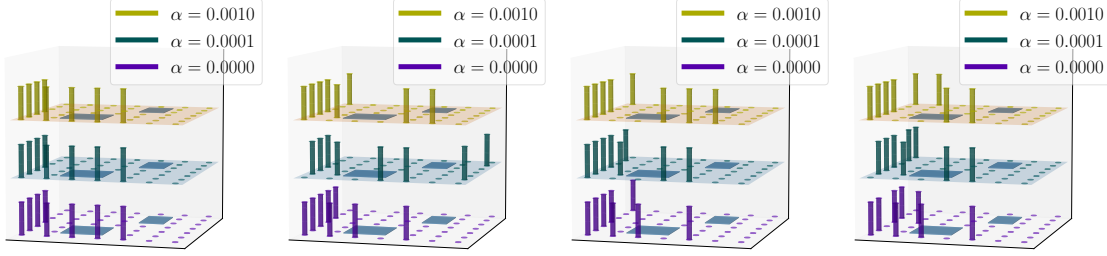 α = 0.0010
α = 0.0001
α = 0.0000
α = 0.0010
α = 0.0001
α = 0.0000
α = 0.0010
α = 0.0001
α = 0.0000
α = 0.0010
α = 0.0001
α = 0.0000